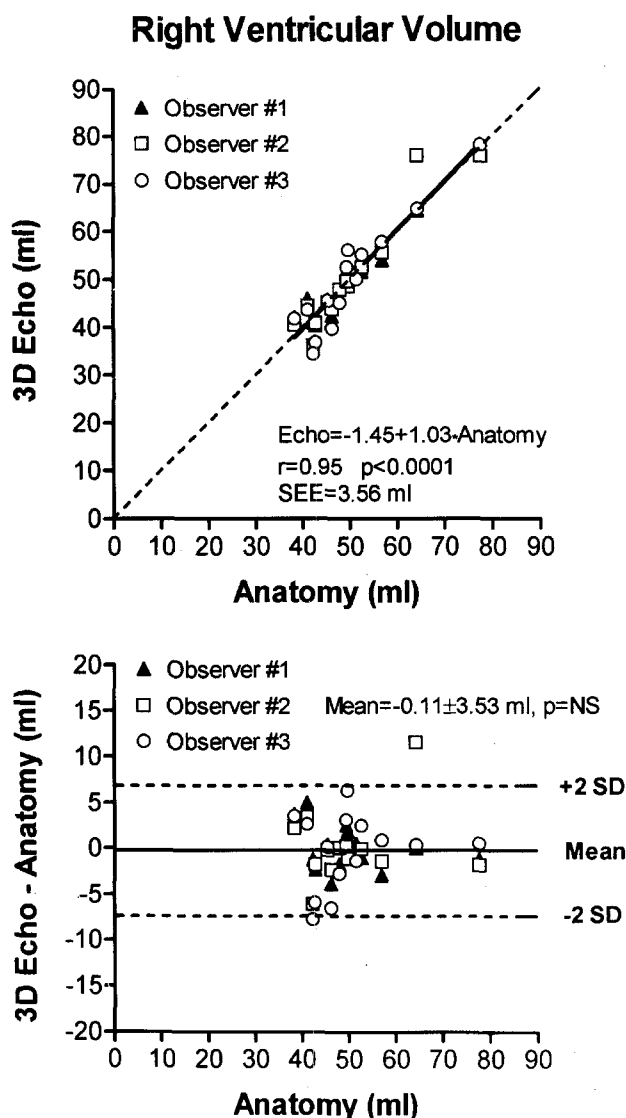 Right Ventricular Volume
90
80
70
60
50
40
30
20
10
0
3D Echo (ml)
Observer #1
Observer #2
Observer #3
Echo=-1.45+1.03·Anatomy
r=0.95 p<0.0001
SEE=3.56 ml
0 10 20 30 40 50 60 70 80 90
Anatomy (ml)
20
15
10
5
0
-5
-10
-15
-20
3D Echo - Anatomy (ml)
Observer #1
Observer #2
Observer #3
Mean=-0.11±3.53 ml, p=NS
+2 SD
Mean
-2 SD
0 10 20 30 40 50 60 70 80 90
Anatomy (ml)